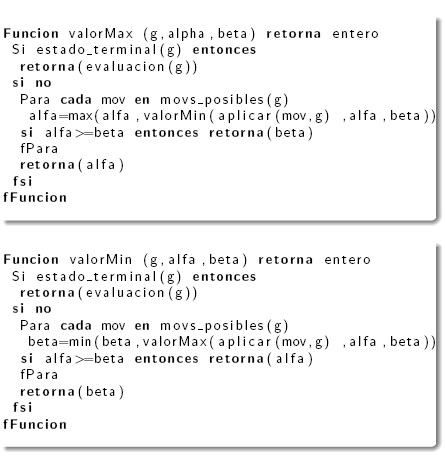 Funcion valorMax (g,alpha,beta) retorna entero
Si estado_terminal(g) entonces
retorna(evaluacion(g))
si no
Para cada mov en movs_posibles(g)
alfa=max(alfa,valorMin(aplicar(mov,g) ,alfa,beta))
si alfa>=beta entonces retorna(beta)
fPara
retorna(alfa)
fsi
fFuncion
Funcion valorMin (g,alfa,beta) retorna entero
Si estado_terminal(g) entonces
retorna(evaluacion(g))
si no
Para cada mov en movs_posibles(g)
beta=min(beta,valorMax(aplicar(mov,g) ,alfa,beta))
si alfa>=beta entonces retorna(alfa)
fPara
retorna(beta)
fsi
fFuncion